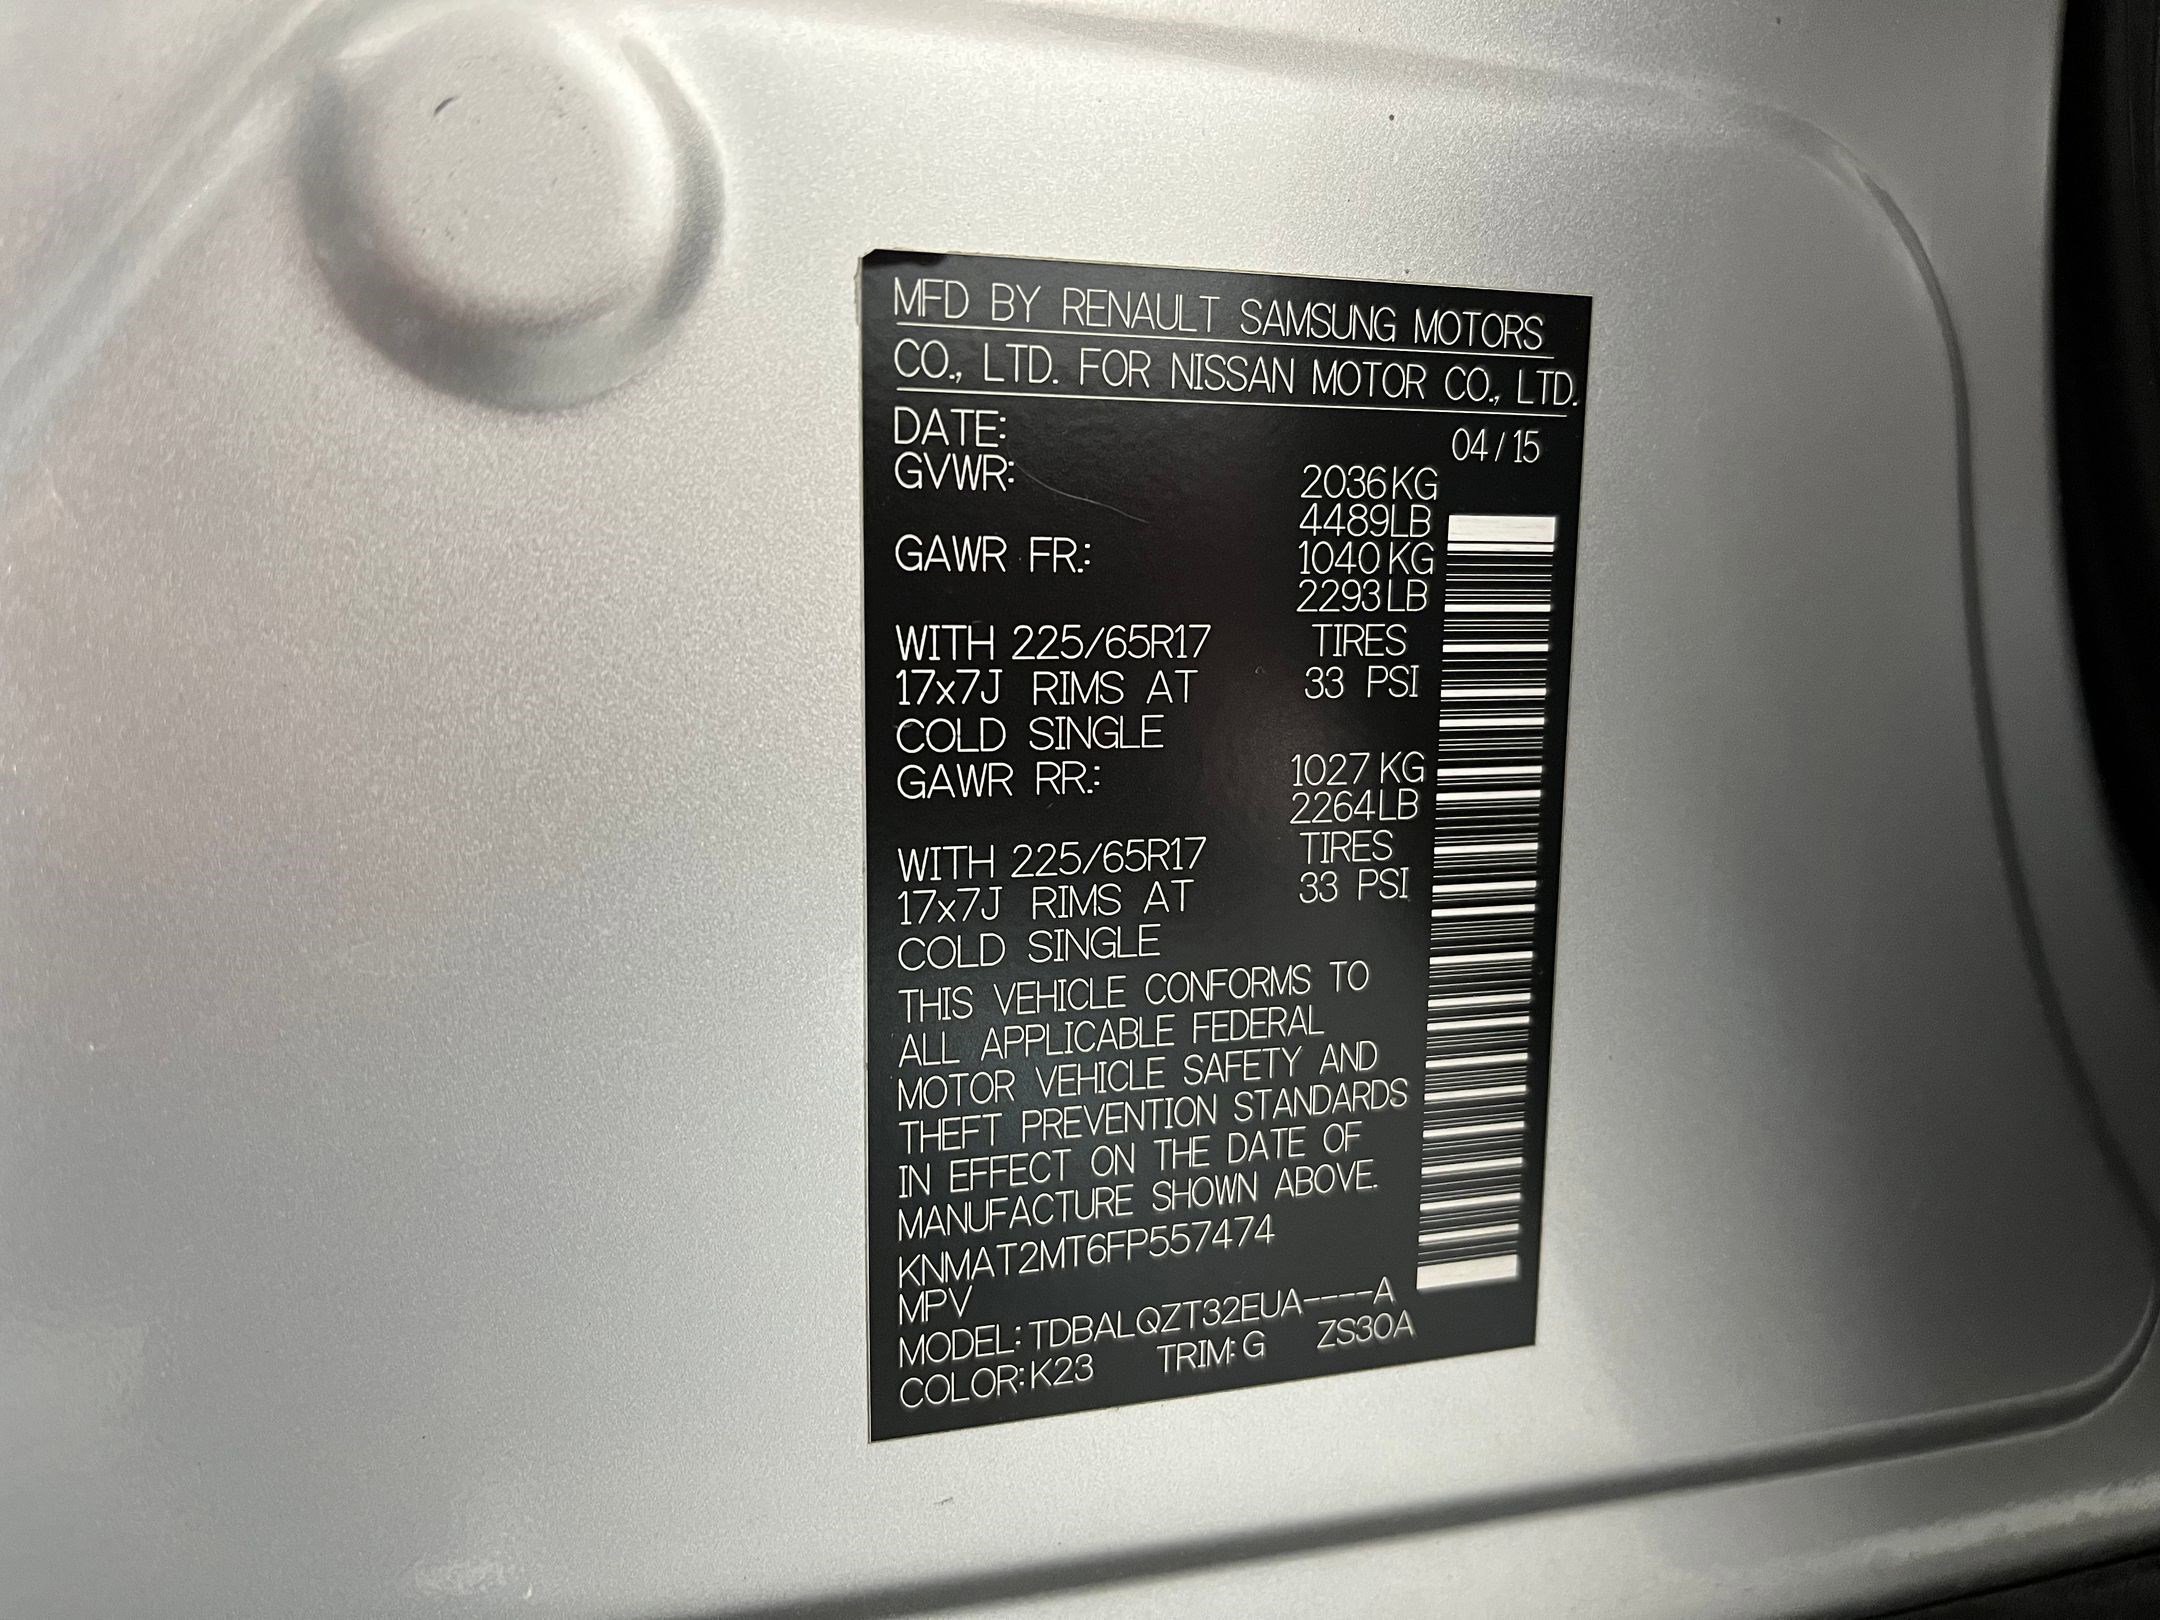 MFD BY RENAULT SAMSUNG MOTORS
CO., LTD. FOR NISSAN MOTOR CO., LTD.
DATE: 04/15
GVWR: 2036KG
4489LB
GAWR FR.: 1040KG
2293LB
WITH 225/65R17 TIRES
17x7J RIMS AT 33 PSI
COLD SINGLE
GAWR RR.: 1027KG
2264LB
WITH 225/65R17 TIRES
17x7J RIMS AT 33 PSI
COLD SINGLE
THIS VEHICLE CONFORMS TO
ALL APPLICABLE FEDERAL
MOTOR VEHICLE SAFETY AND
THEFT PREVENTION STANDARDS
IN EFFECT ON THE DATE OF
MANUFACTURE SHOWN ABOVE.
KNMAT2MT6FP557474
MPV
MODEL: TDBALQZT32EUA----A
COLOR: K23 TRIM: G ZS30A